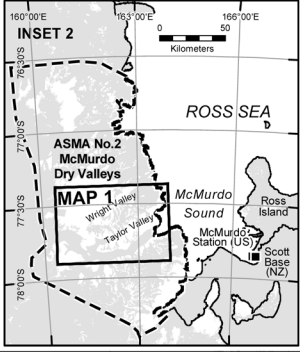 160°00'E
163°00'E
166°00'E
INSET 2
0
50
Kilometers
76°30'S
ROSS SEA
77°00'S
ASMA No.2
McMurdo
Dry Valleys
MAP 1
Wright Valley
Taylor Valley
McMurdo
Sound
Ross
Island
77°30'S
McMurdo
Station (US)
Scott
Base
(NZ)
78°00'S